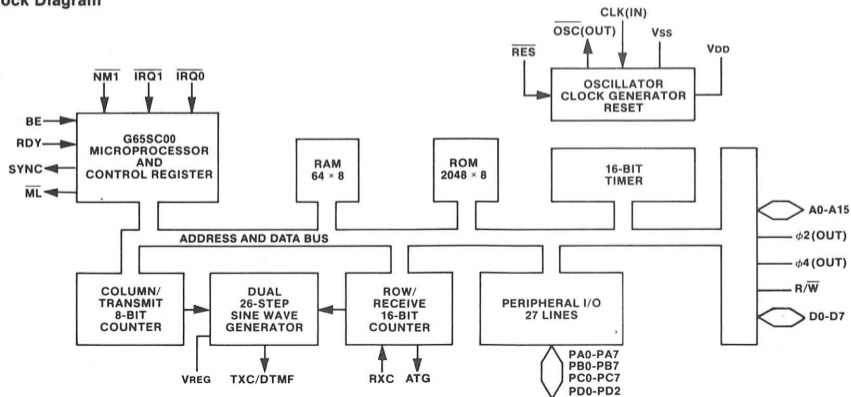 ock Diagram
CLK(IN)
OSC(OUT)
VSS
RES
VDD
OSCILLATOR
CLOCK GENERATOR
RESET
NM1
IRQ1
IRQ0
BE
RDY
SYNC
ML
G65SC00
MICROPROCESSOR
AND
CONTROL REGISTER
RAM
64 × 8
ROM
2048 × 8
16-BIT
TIMER
A0-A15
ϕ2(OUT)
ϕ4(OUT)
R/W
D0-D7
ADDRESS AND DATA BUS
COLUMN/
TRANSMIT
8-BIT
COUNTER
DUAL
26-STEP
SINE WAVE
GENERATOR
ROW/
RECEIVE
16-BIT
COUNTER
PERIPHERAL I/O
27 LINES
VREG
TXC/DTMF
RXC
ATG
PA0-PA7
PB0-PB7
PC0-PC7
PD0-PD2